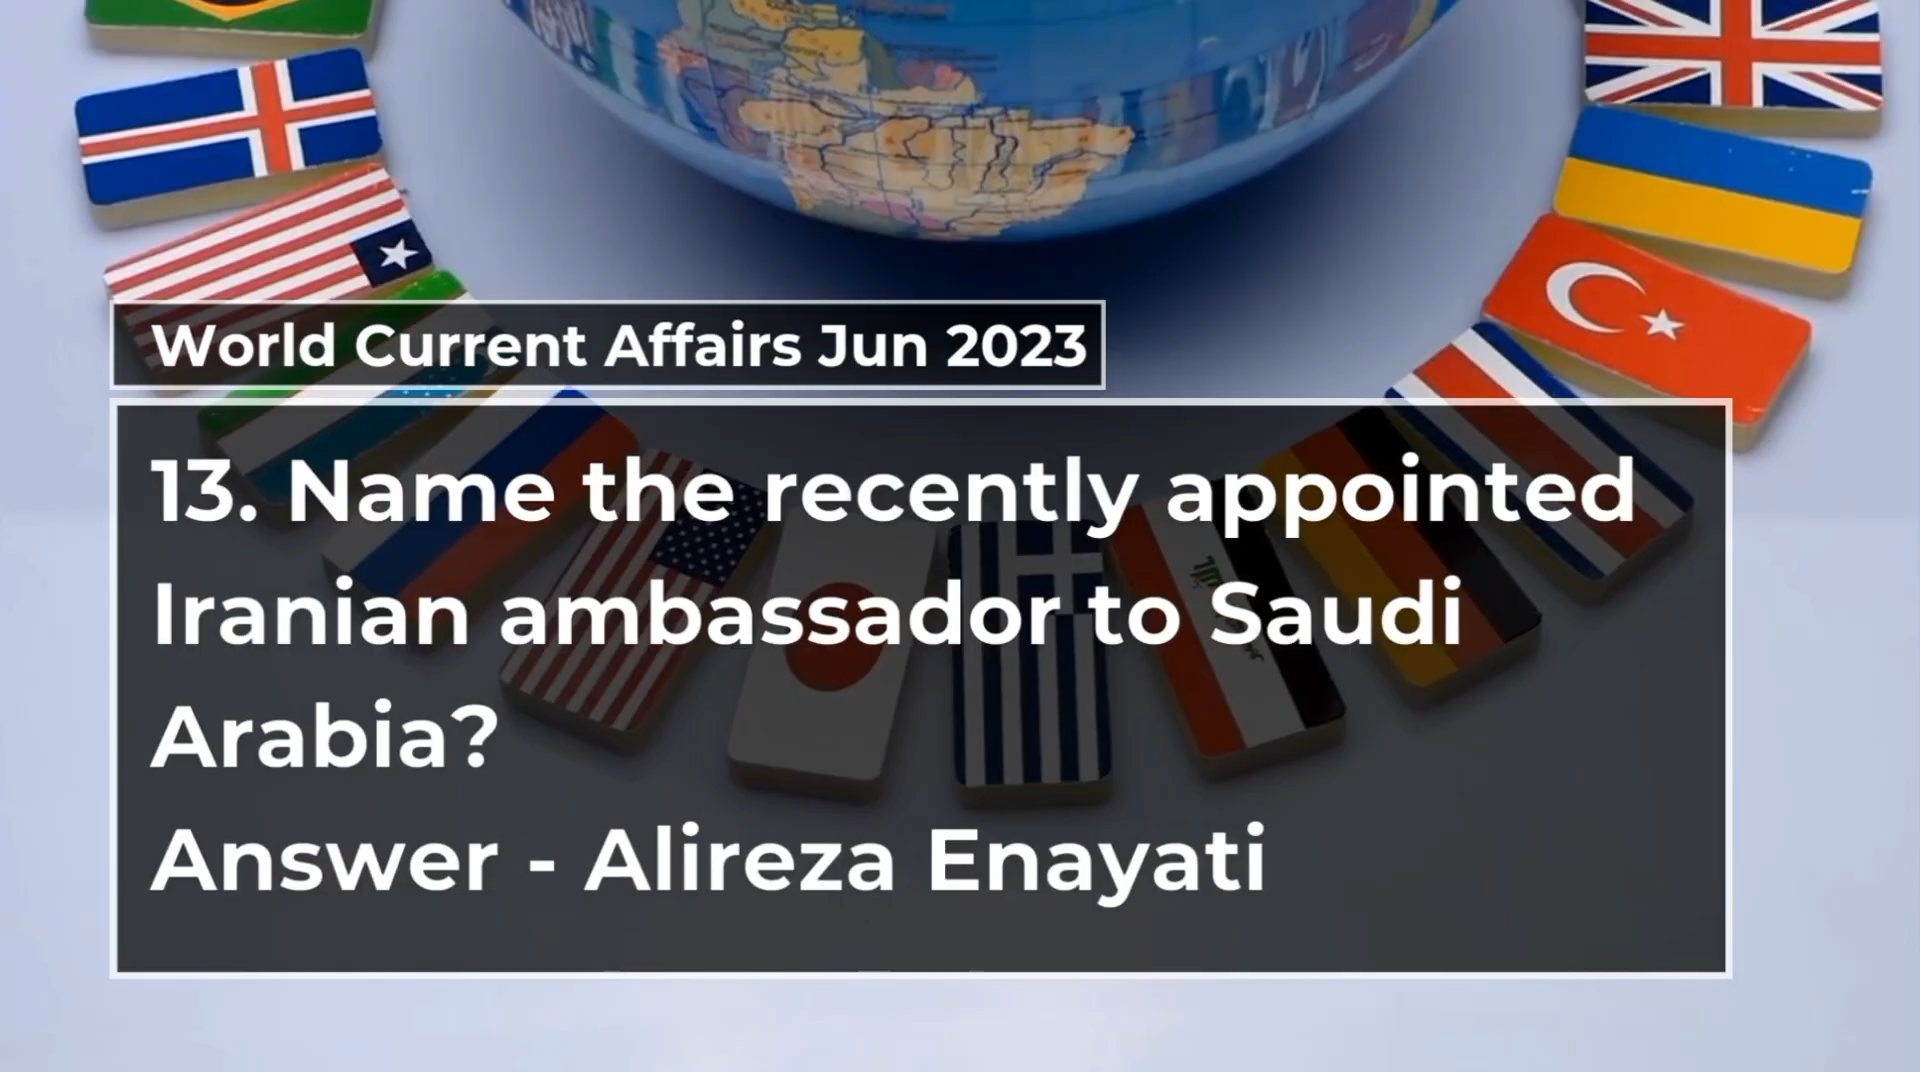 World Current Affairs Jun 2023
13. Name the recently appointed
Iranian ambassador to Saudi
Arabia?
Answer - Alireza Enayati